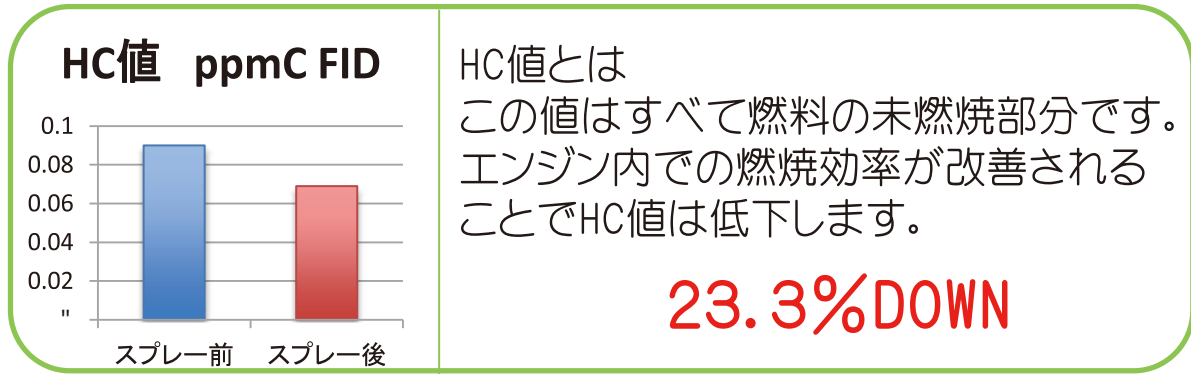 HC値 ppmC FID
0.1
0.08
0.06
0.04
0.02
"
スプレー前 スプレー後
HC値とは
この値はすべて燃料の未燃焼部分です。
エンジン内での燃焼効率が改善される
ことでHC値は低下します。
23.3%DOWN